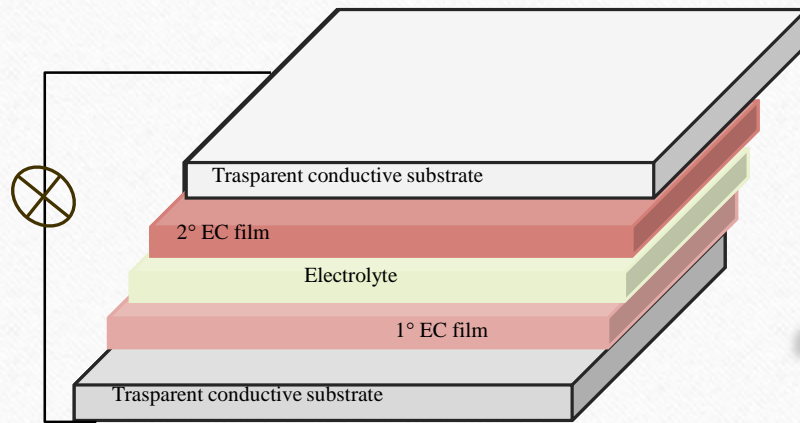 Trasparent conductive substrate
2° EC film
Electrolyte
1° EC film
Trasparent conductive substrate